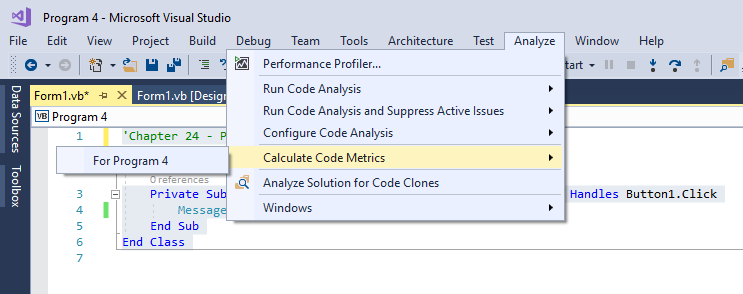 Program 4 - Microsoft Visual Studio
File Edit View Project Build Debug Team Tools Architecture Test Analyze Window Help
Performance Profiler...
Run Code Analysis
Run Code Analysis and Suppress Active Issues
Configure Code Analysis
Calculate Code Metrics
For Program 4
Analyze Solution for Code Clones
Windows
Data Sources
Toolbox
Form1.vb* Form1.vb [Design
VB Program 4
1 'Chapter 24 - P
0 references
3 Private Sub Handles Button1.Click
4 Message
5 End Sub
6 End Class
7